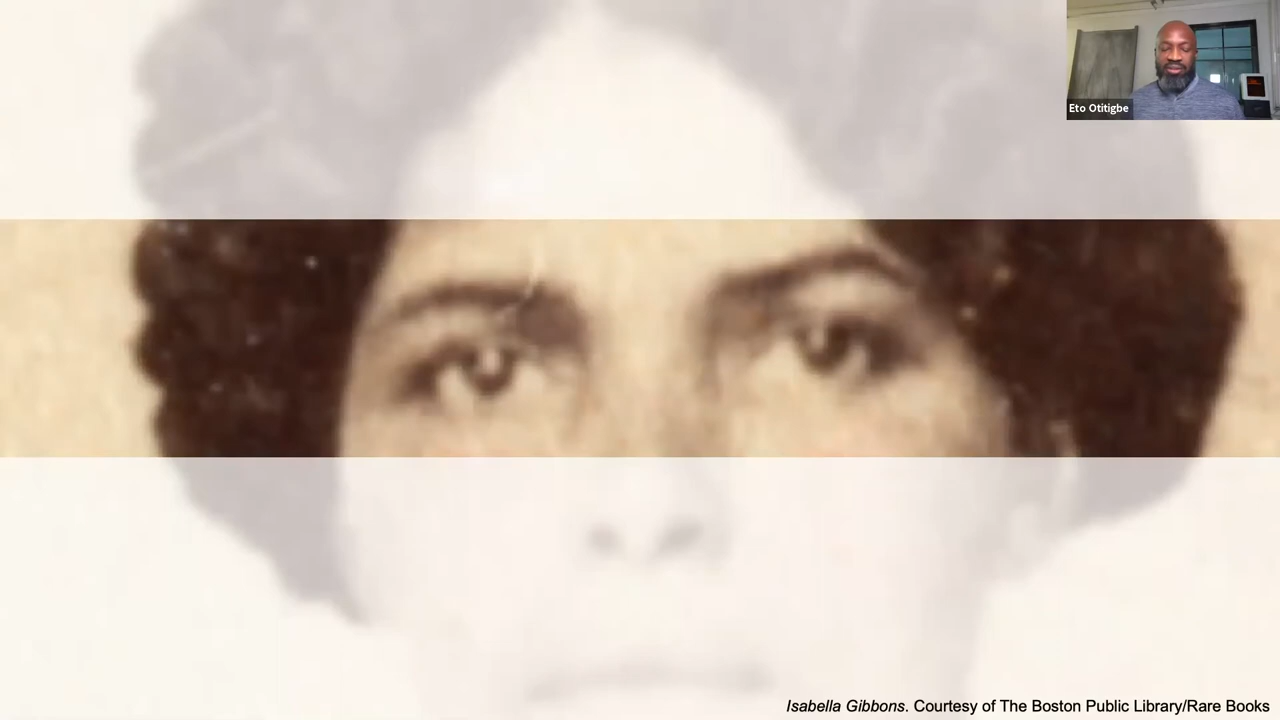 Eto Otitigbe
Isabella Gibbons. Courtesy of The Boston Public Library/Rare Books